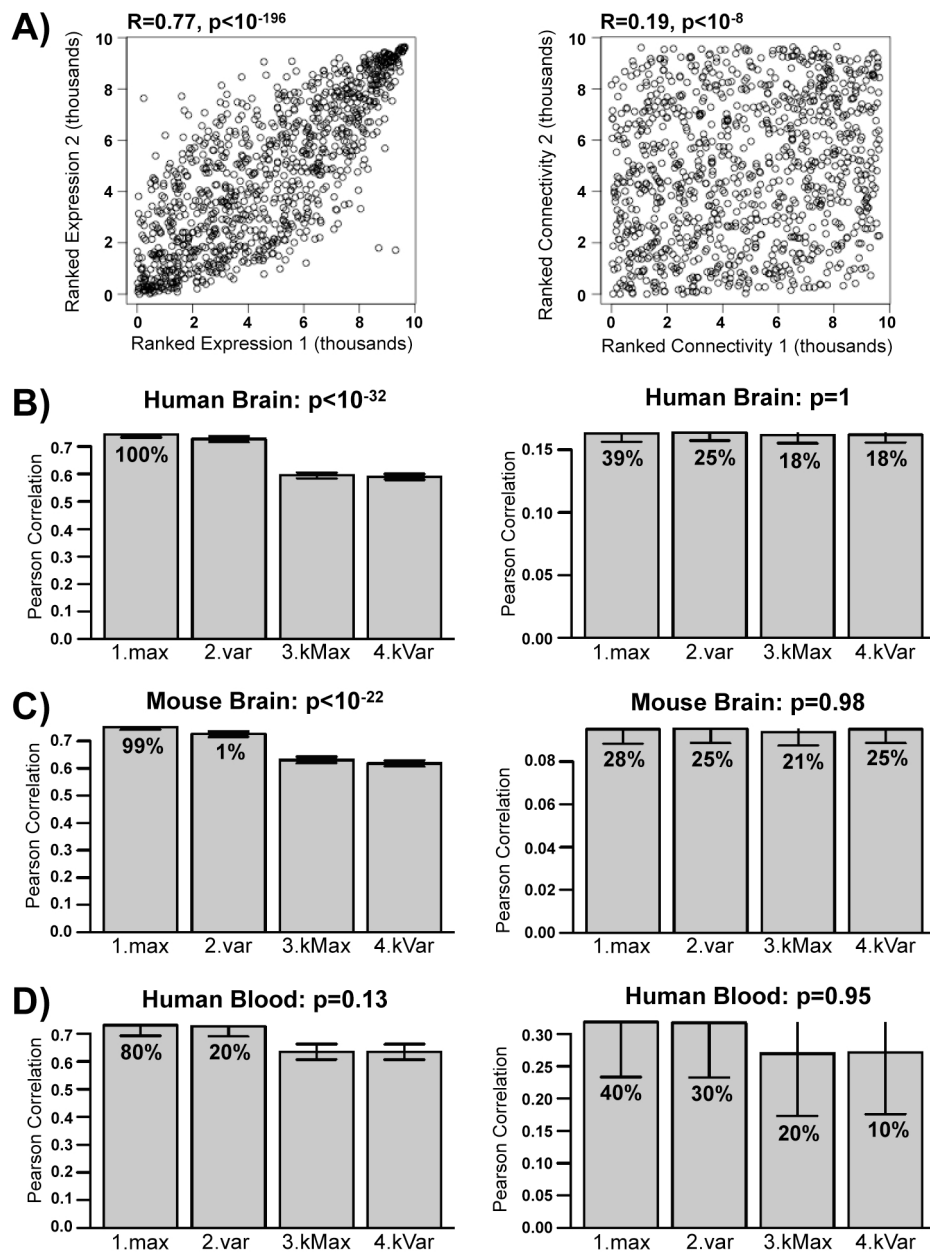 A)
R=0.77, p<10-196
10
8
6
4
2
0
Ranked Expression 2 (thousands)
0 2 4 6 8 10
Ranked Expression 1 (thousands)
R=0.19, p<10-8
10
8
6
4
2
0
Ranked Connectivity 2 (thousands)
0 2 4 6 8 10
Ranked Connectivity 1 (thousands)
B)
Human Brain: p<10-32
Pearson Correlation
0.7
0.6
0.5
0.4
0.3
0.2
0.1
0.0
100%
1.max 2.var 3.kMax 4.kVar
Human Brain: p=1
Pearson Correlation
0.15
0.10
0.05
0.00
39% 25% 18% 18%
1.max 2.var 3.kMax 4.kVar
C)
Mouse Brain: p<10-22
Pearson Correlation
0.7
0.6
0.5
0.4
0.3
0.2
0.1
0.0
99% 1%
1.max 2.var 3.kMax 4.kVar
Mouse Brain: p=0.98
Pearson Correlation
0.08
0.06
0.04
0.02
0.00
28% 25% 21% 25%
1.max 2.var 3.kMax 4.kVar
D)
Human Blood: p=0.13
Pearson Correlation
0.7
0.6
0.5
0.4
0.3
0.2
0.1
0.0
80% 20%
1.max 2.var 3.kMax 4.kVar
Human Blood: p=0.95
Pearson Correlation
0.30
0.25
0.20
0.15
0.10
0.05
0.00
40% 30% 20% 10%
1.max 2.var 3.kMax 4.kVar